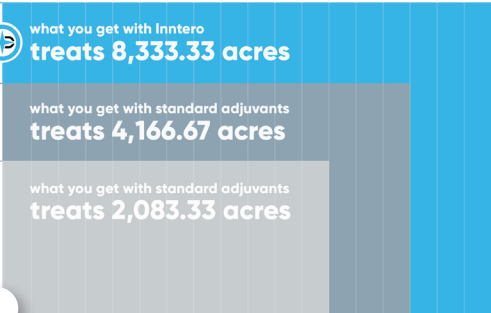 what you get with Inntero
treats 8,333.33 acres
what you get with standard adjuvants
treats 4,166.67 acres
what you get with standard adjuvants
treats 2,083.33 acres